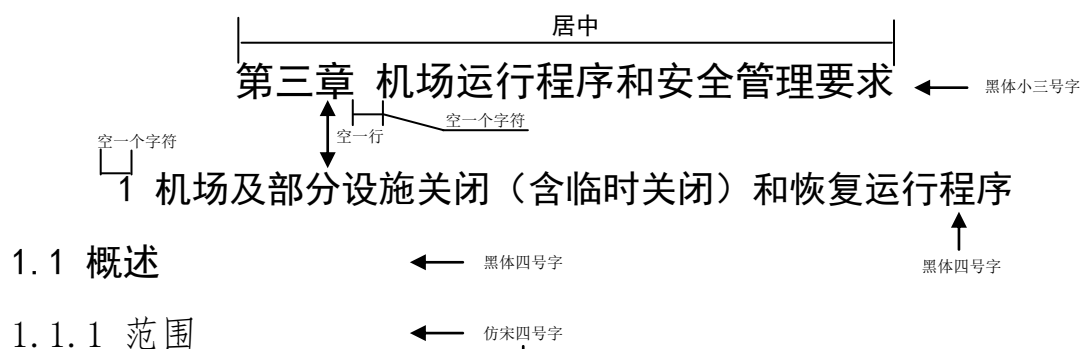 居中
第三章 机场运行程序和安全管理要求
黑体小三号字
空一个字符
空一行
空一个字符
1 机场及部分设施关闭（含临时关闭）和恢复运行程序
1.1 概述
黑体四号字
黑体四号字
1.1.1 范围
仿宋四号字